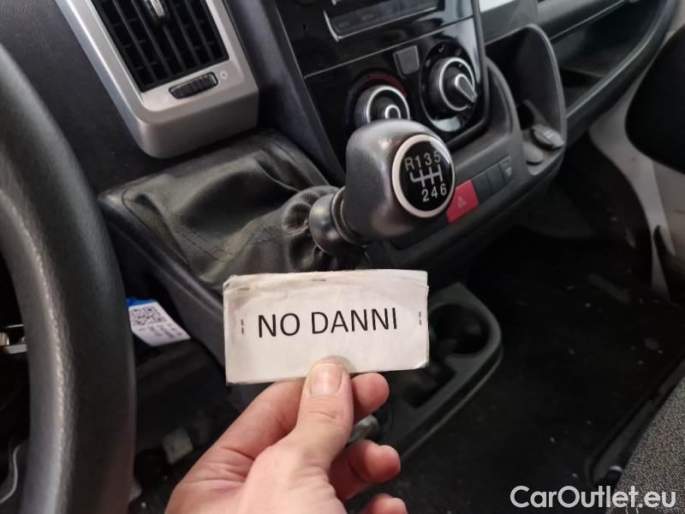 R135
246
NO DANNI
CarOutlet.eu